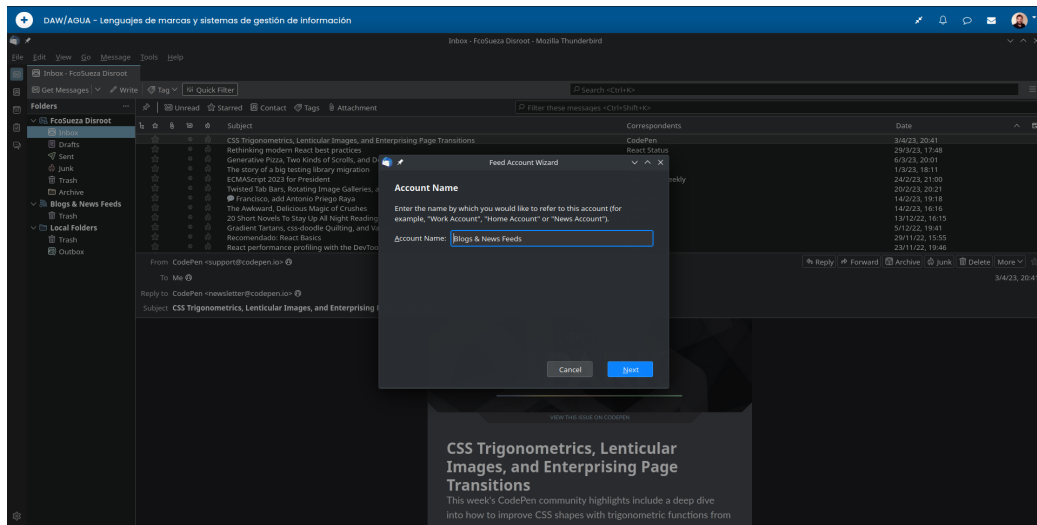 DAW/AGUA - Lenguajes de marcas y sistemas de gestión de información
Inbox - FcoSueza Disroot - Mozilla Thunderbird
File Edit View Go Message Tools Help
Inbox - FcoSueza Disroot
Get Messages Write Tag Quick Filter Search <Ctrl+K>
Folders ... Unread Starred Contact Tags Attachment Filter these messages <Ctrl+Shift+K>
FcoSueza Disroot
Inbox
Drafts
Sent
Junk
Trash
Archive
Blogs & News Feeds
Trash
Local Folders
Trash
Outbox
Subject Correspondents Date
CSS Trigonometrics, Lenticular Images, and Enterprising Page Transitions CodePen 3/4/23, 20:41
Rethinking modern React best practices React Status 29/3/23, 17:48
Generative Pizza, Two Kinds of Scrolls, and D 6/3/23, 20:01
The story of a big testing library migration 1/3/23, 18:11
ECMAScript 2023 for President eekly 24/2/23, 21:00
Twisted Tab Bars, Rotating Image Galleries, a 20/2/23, 20:21
Francisco, add Antonio Priego Raya 14/2/23, 19:18
The Awkward, Delicious Magic of Crushes 14/2/23, 16:16
20 Short Novels To Stay Up All Night Reading 13/12/22, 16:15
Gradient Tartans, css-doodle Quilting, and Va 5/12/22, 19:41
Recomendado: React Basics 29/11/22, 15:55
React performance profiling with the DevToo 23/11/22, 19:46
From CodePen <support@codepen.io> Reply Forward Archive Junk Delete More
To Me 3/4/23, 20:41
Reply to CodePen <newsletter@codepen.io>
Subject CSS Trigonometrics, Lenticular Images, and Enterprising
Feed Account Wizard
Account Name
Enter the name by which you would like to refer to this account (for
example, "Work Account", "Home Account" or "News Account").
Account Name: Blogs & News Feeds
Cancel Next
VIEW THIS ISSUE ON CODEPEN
CSS Trigonometrics, Lenticular
Images, and Enterprising Page
Transitions
This week's CodePen community highlights include a deep dive
into how to improve CSS shapes with trigonometric functions from